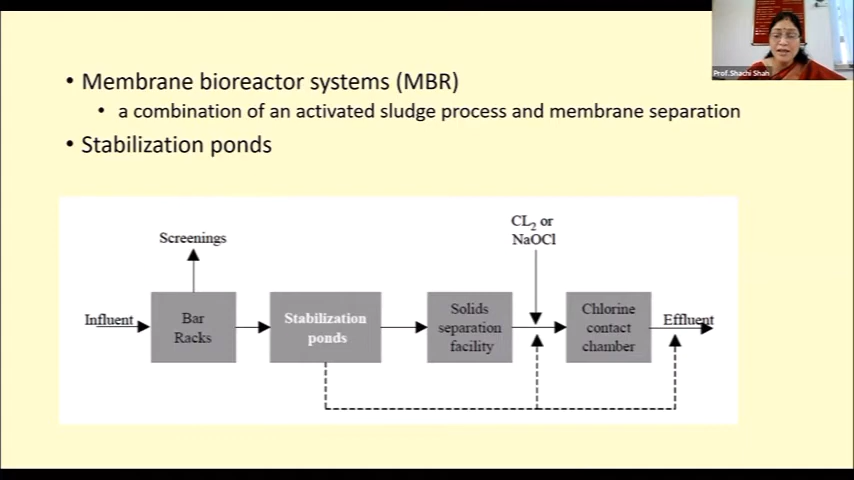 Prof.Shachi Shah
• Membrane bioreactor systems (MBR)
• a combination of an activated sludge process and membrane separation
• Stabilization ponds
CL₂ or
NaOCl
Screenings
Influent
Bar
Racks
Stabilization
ponds
Solids
separation
facility
Chlorine
contact
chamber
Effluent